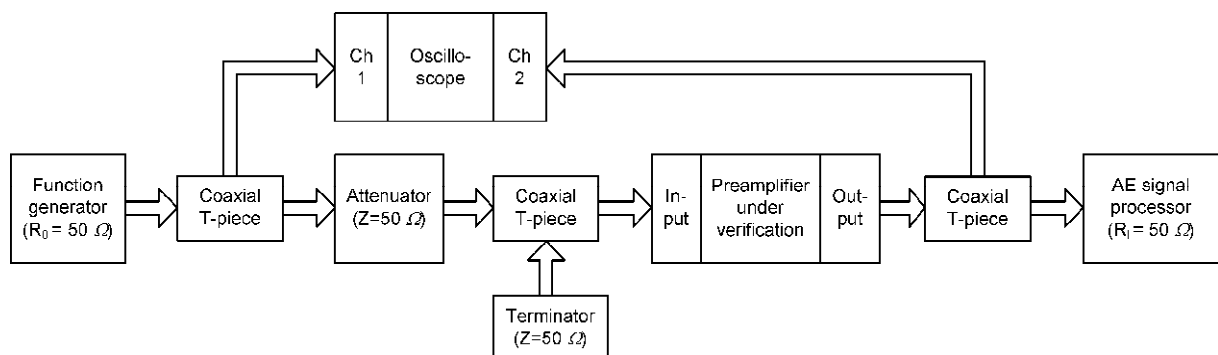 Ch
1
Oscillo-
scope
Ch
2
Function
generator
(R₀ = 50 Ω)
Coaxial
T-piece
Attenuator
(Z=50 Ω)
Coaxial
T-piece
In-
put
Preamplifier
under
verification
Out-
put
Coaxial
T-piece
AE signal
processor
(Rᵢ = 50 Ω)
Terminator
(Z=50 Ω)